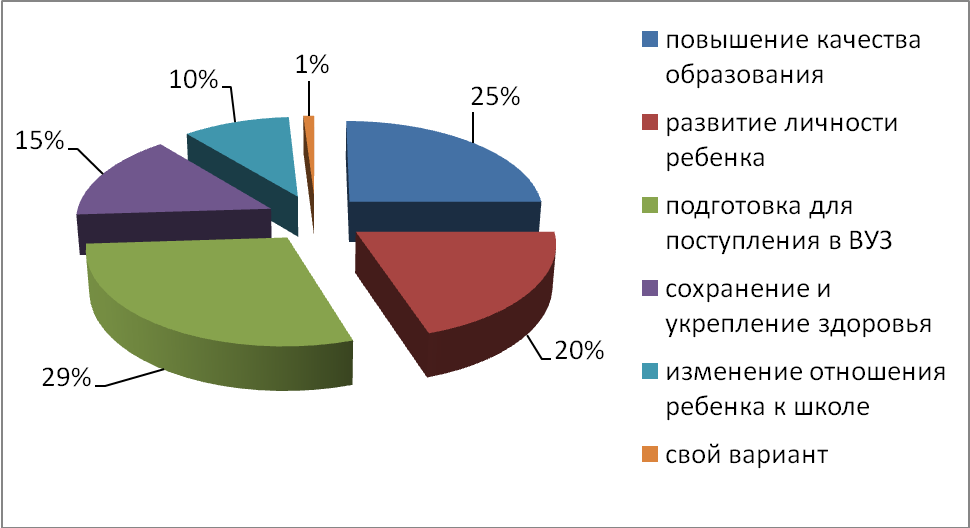 1%
10%
25%
15%
20%
29%
повышение качества
образования
развитие личности
ребенка
подготовка для
поступления в ВУЗ
сохранение и
укрепление здоровья
изменение отношения
ребенка к школе
свой вариант